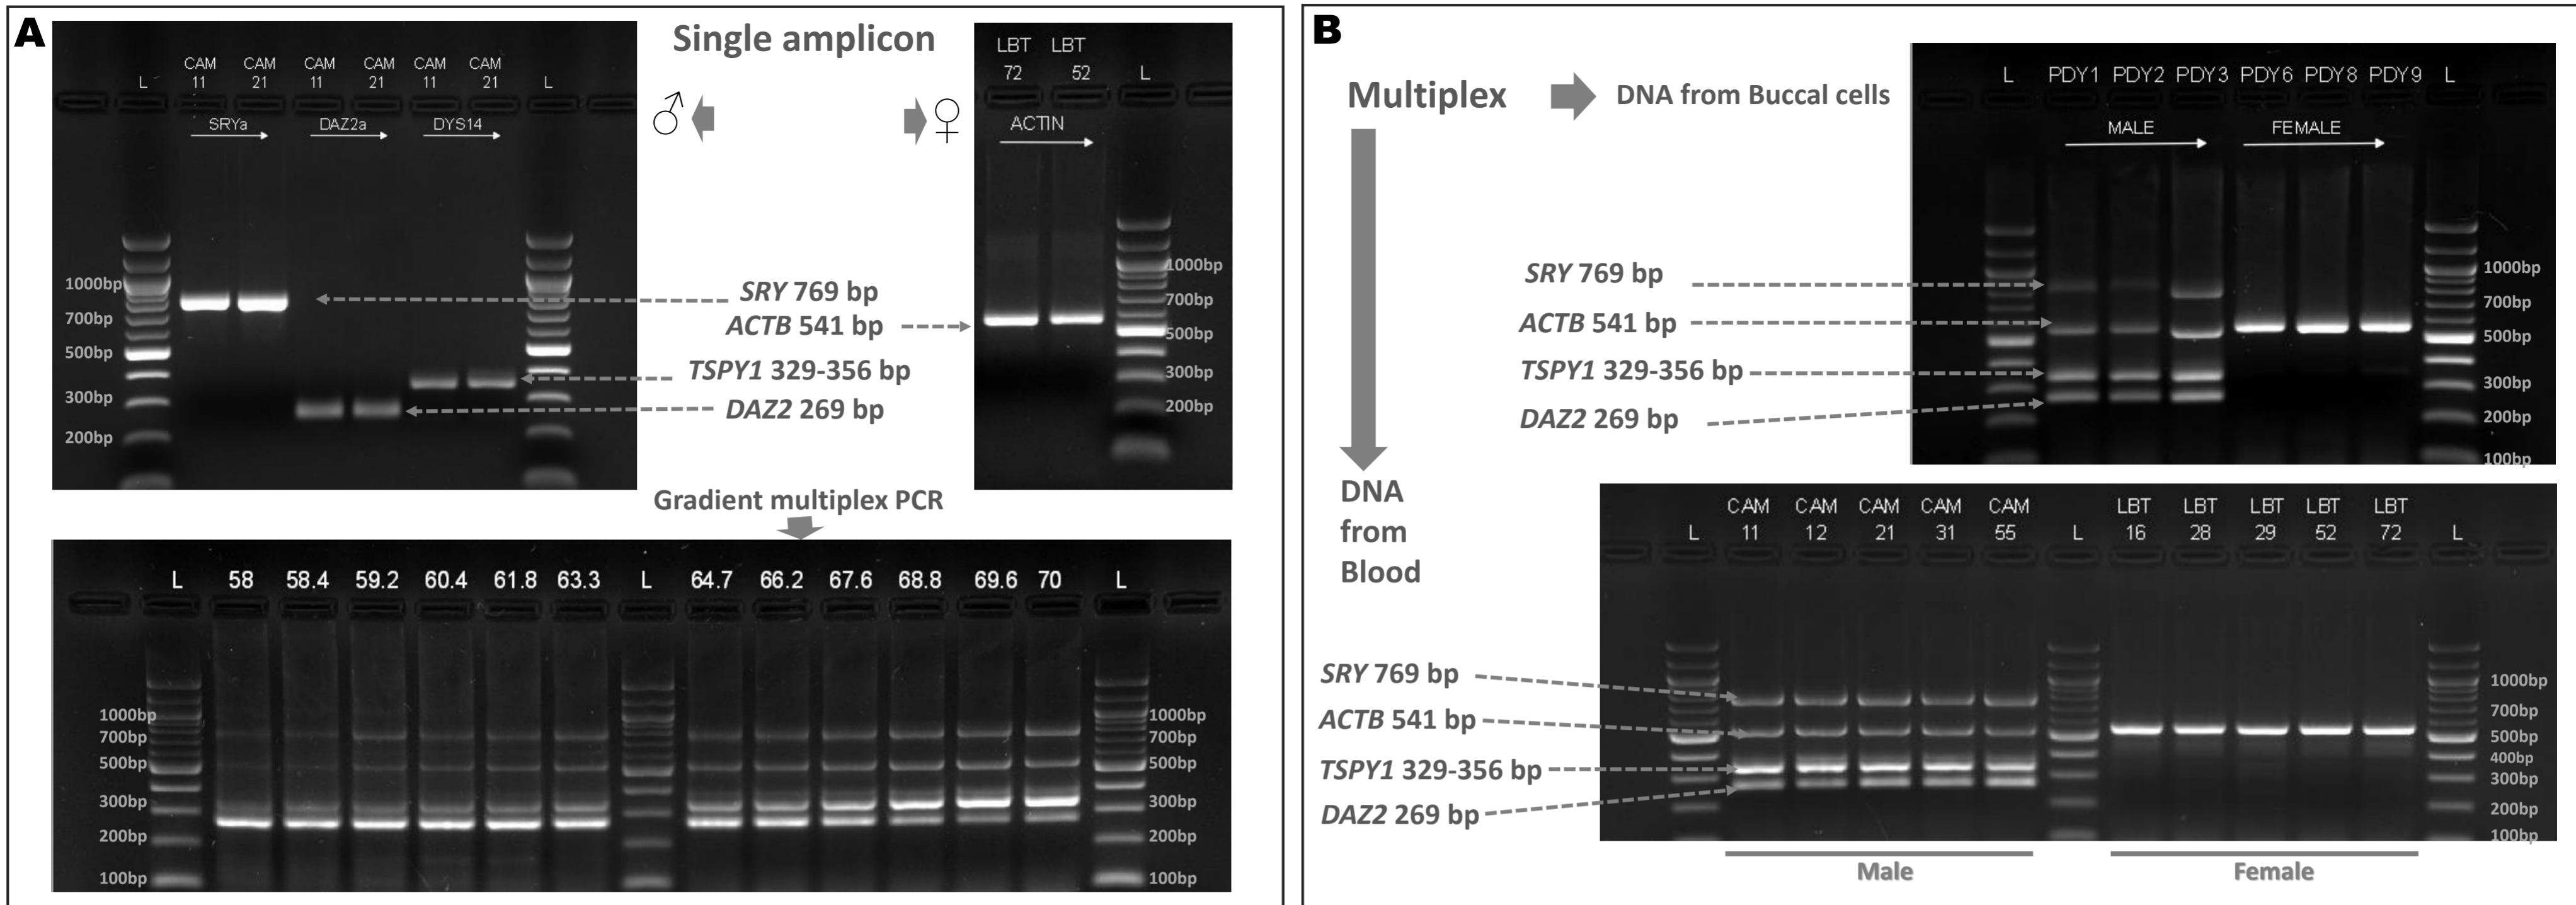 A
Single amplicon
L CAM 11 CAM 21 CAM 11 CAM 21 CAM 11 CAM 21 L
SRYa DAZ2a DYS14
1000bp
700bp
500bp
300bp
200bp
♂ ♀
LBT 72 LBT 52 L
ACTIN
1000bp
700bp
500bp
300bp
200bp
SRY 769 bp
ACTB 541 bp
TSPY1 329-356 bp
DAZ2 269 bp
Gradient multiplex PCR
L 58 58.4 59.2 60.4 61.8 63.3 L 64.7 66.2 67.6 68.8 69.6 70 L
1000bp
700bp
500bp
300bp
200bp
100bp
1000bp
700bp
500bp
300bp
200bp
100bp
B
Multiplex
DNA from Buccal cells
L PDY1 PDY2 PDY3 PDY6 PDY8 PDY9 L
MALE FEMALE
SRY 769 bp
ACTB 541 bp
TSPY1 329-356 bp
DAZ2 269 bp
1000bp
700bp
500bp
300bp
200bp
100bp
DNA
from
Blood
L CAM 11 CAM 12 CAM 21 CAM 31 CAM 55 L LBT 16 LBT 28 LBT 29 LBT 52 LBT 72 L
SRY 769 bp
ACTB 541 bp
TSPY1 329-356 bp
DAZ2 269 bp
1000bp
700bp
500bp
400bp
300bp
200bp
100bp
Male Female